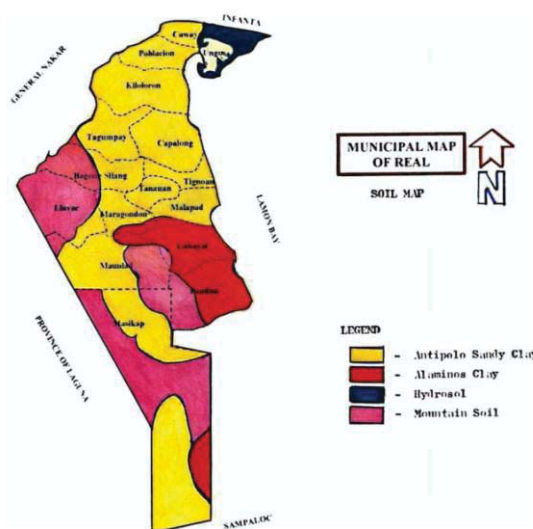 INFANTA
Caway
Ungos
Poblacion
GENERAL NAKAR
Kiloloron
Tagumpay
Capalong
MUNICIPAL MAP
OF REAL
N
SOIL MAP
Bagong Silang
Tanauan
Tignoan
Llavac
Malapad
Maragondon
LAMON BAY
Lubayat
Maunlad
Pandan
Masikap
PROVINCE OF LAGUNA
LEGEND
- Antipolo Sandy Clay
- Alaminos Clay
- Hydrosol
- Mountain Soil
SAMPALOC